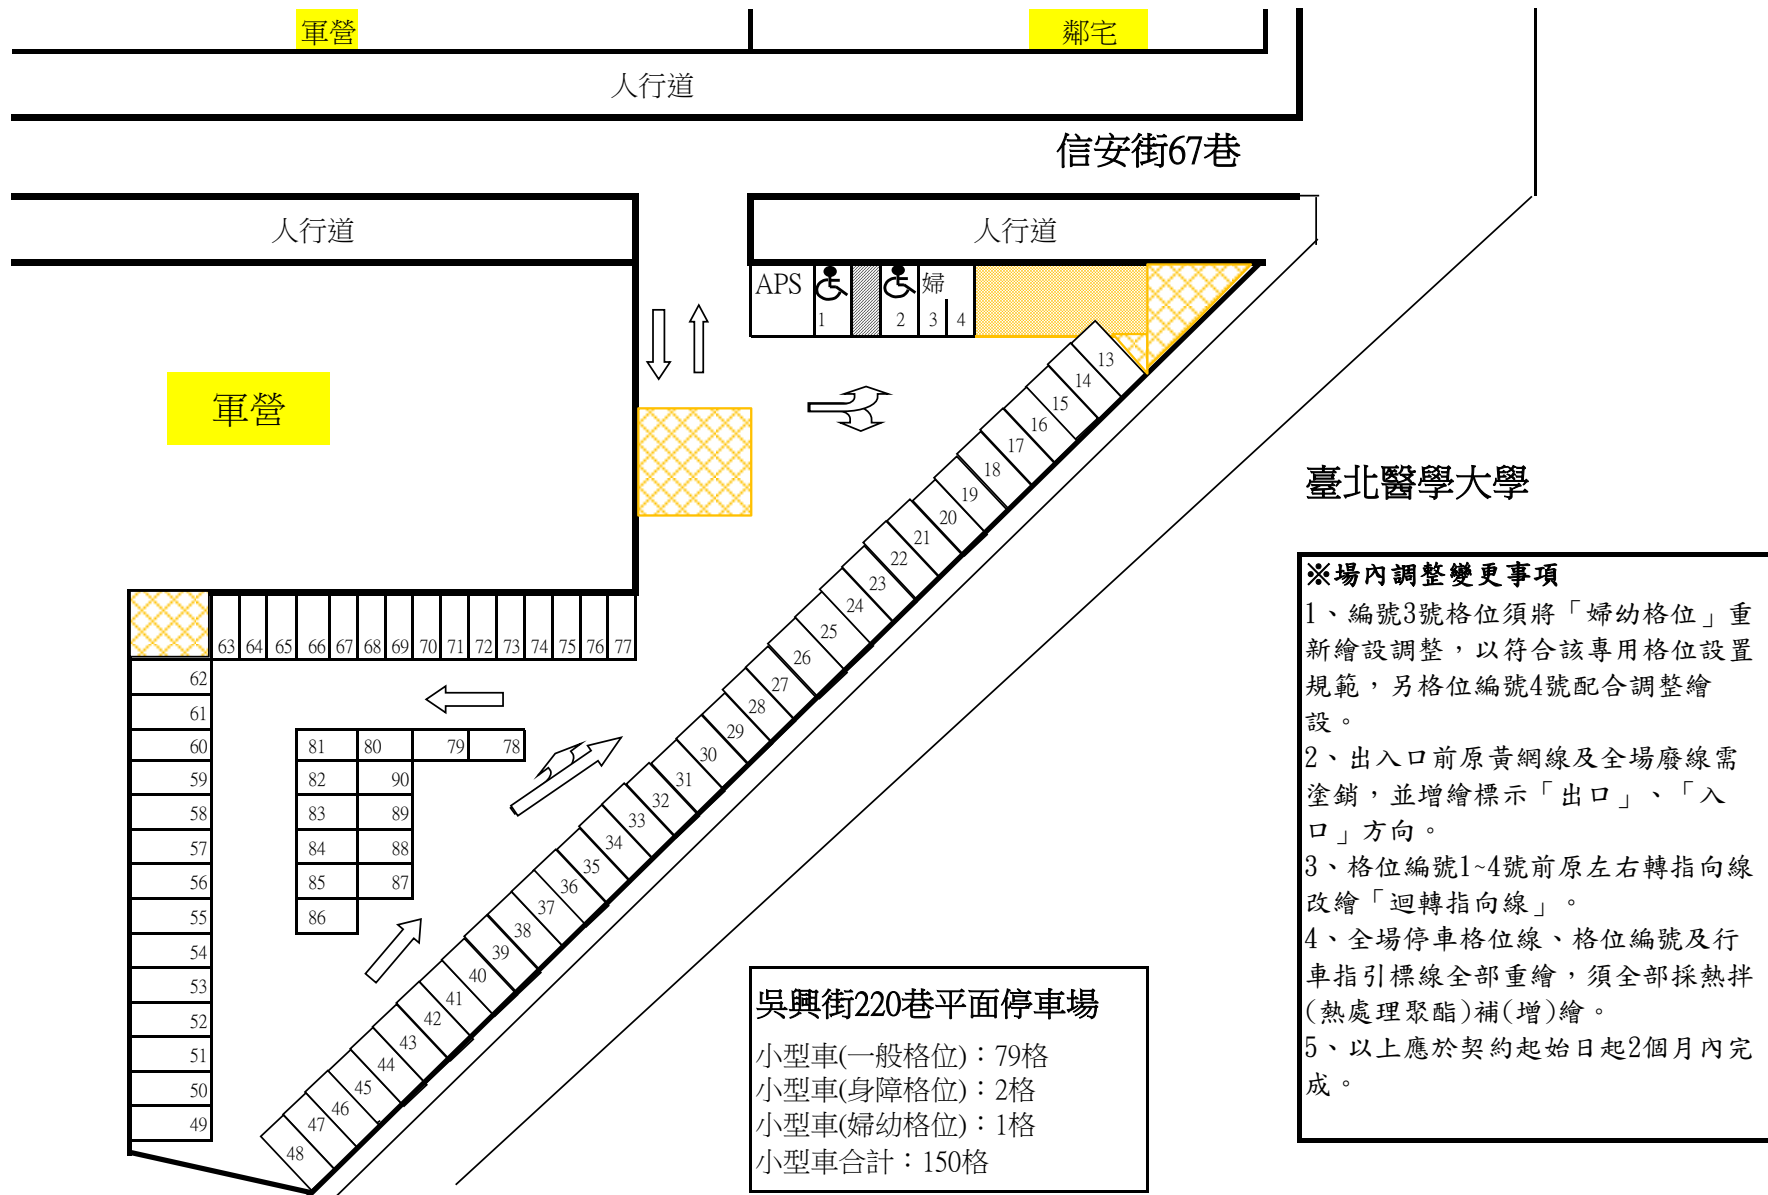 軍營
鄰宅
人行道
信安街67巷
人行道
人行道
APS
婦
1
2
3
4
13
14
15
16
17
18
19
20
21
22
23
24
25
26
27
28
29
30
31
32
33
34
35
36
37
38
39
40
41
42
43
44
45
46
47
48
軍營
63 64 65 66 67 68 69 70 71 72 73 74 75 76 77
62
61
60
59
58
57
56
55
54
53
52
51
50
49
81 80 79 78
82 90
83 89
84 88
85 87
86
臺北醫學大學
※場內調整變更事項
1、編號3號格位須將「婦幼格位」重
新繪設調整，以符合該專用格位設置
規範，另格位編號4號配合調整繪
設。
2、出入口前原黃網線及全場廢線需
塗銷，並增繪標示「出口」、「入
口」方向。
3、格位編號1~4號前原左右轉指向線
改繪「迴轉指向線」。
4、全場停車格位線、格位編號及行
車指引標線全部重繪，須全部採熱拌
(熱處理聚酯)補(增)繪。
5、以上應於契約起始日起2個月內完
成。
吳興街220巷平面停車場
小型車(一般格位)：79格
小型車(身障格位)：2格
小型車(婦幼格位)：1格
小型車合計：150格